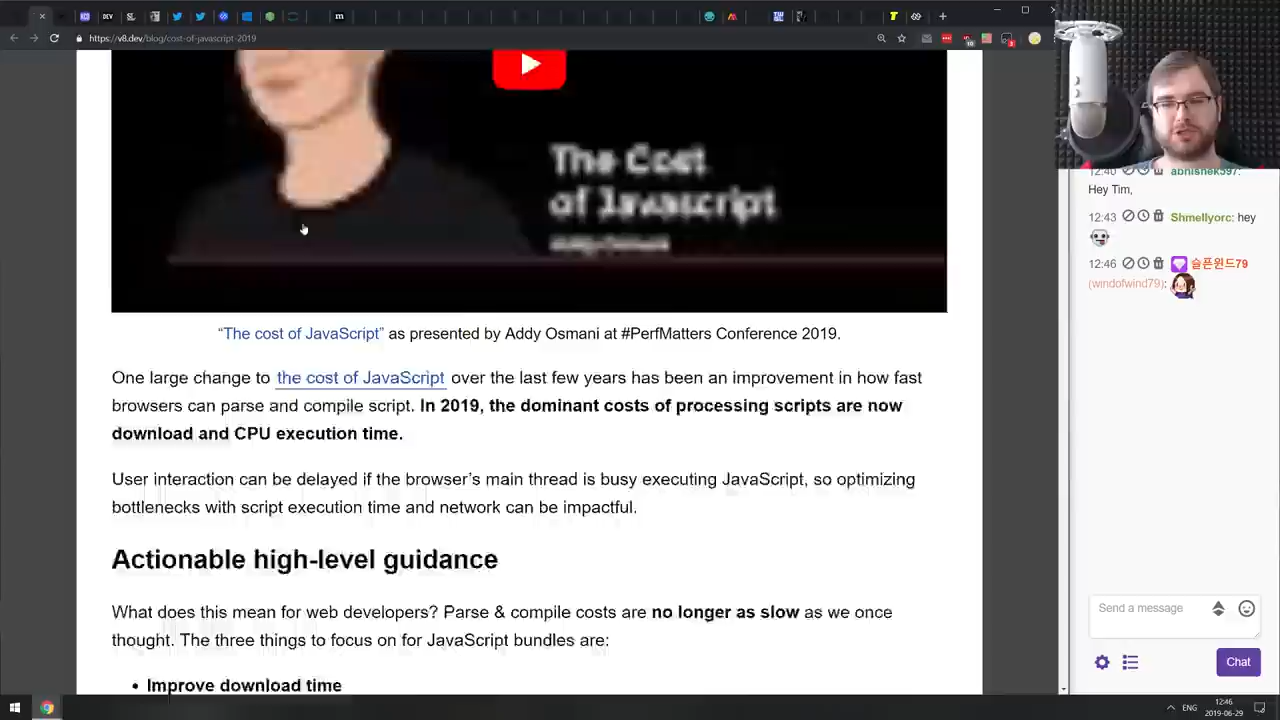 DEV
m
T
https://v8.dev/blog/cost-of-javascript-2019
The Cost
of Javascript
“The cost of JavaScript” as presented by Addy Osmani at #PerfMatters Conference 2019.
One large change to the cost of JavaScript over the last few years has been an improvement in how fast
browsers can parse and compile script. In 2019, the dominant costs of processing scripts are now
download and CPU execution time.
User interaction can be delayed if the browser’s main thread is busy executing JavaScript, so optimizing
bottlenecks with script execution time and network can be impactful.
Actionable high-level guidance
What does this mean for web developers? Parse & compile costs are no longer as slow as we once
thought. The three things to focus on for JavaScript bundles are:
• Improve download time
12:40 abhishek597:
Hey Tim,
12:43 Shmellyorc: hey
12:46 슬픈윈드79
(windofwind79):
Send a message
Chat
ENG
12:46
2019-06-29